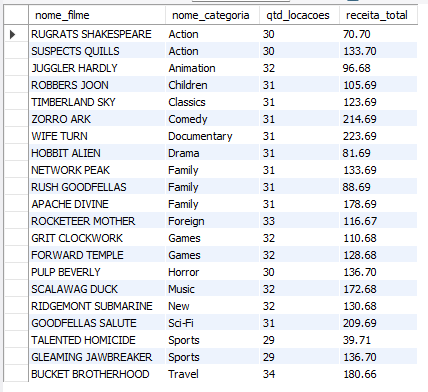 nome_filme nome_categoria qtd_locacoes receita_total
RUGRATS SHAKESPEARE Action 30 70.70
SUSPECTS QUILLS Action 30 133.70
JUGGLER HARDLY Animation 32 96.68
ROBBERS JOON Children 31 105.69
TIMBERLAND SKY Classics 31 123.69
ZORRO ARK Comedy 31 214.69
WIFE TURN Documentary 31 223.69
HOBBIT ALIEN Drama 31 81.69
NETWORK PEAK Family 31 133.69
RUSH GOODFELLAS Family 31 88.69
APACHE DIVINE Family 31 178.69
ROCKETEER MOTHER Foreign 33 116.67
GRIT CLOCKWORK Games 32 110.68
FORWARD TEMPLE Games 32 128.68
PULP BEVERLY Horror 30 136.70
SCALAWAG DUCK Music 32 172.68
RIDGEMONT SUBMARINE New 32 130.68
GOODFELLAS SALUTE Sci-Fi 31 209.69
TALENTED HOMICIDE Sports 29 39.71
GLEAMING JAWBREAKER Sports 29 136.70
BUCKET BROTHERHOOD Travel 34 180.66